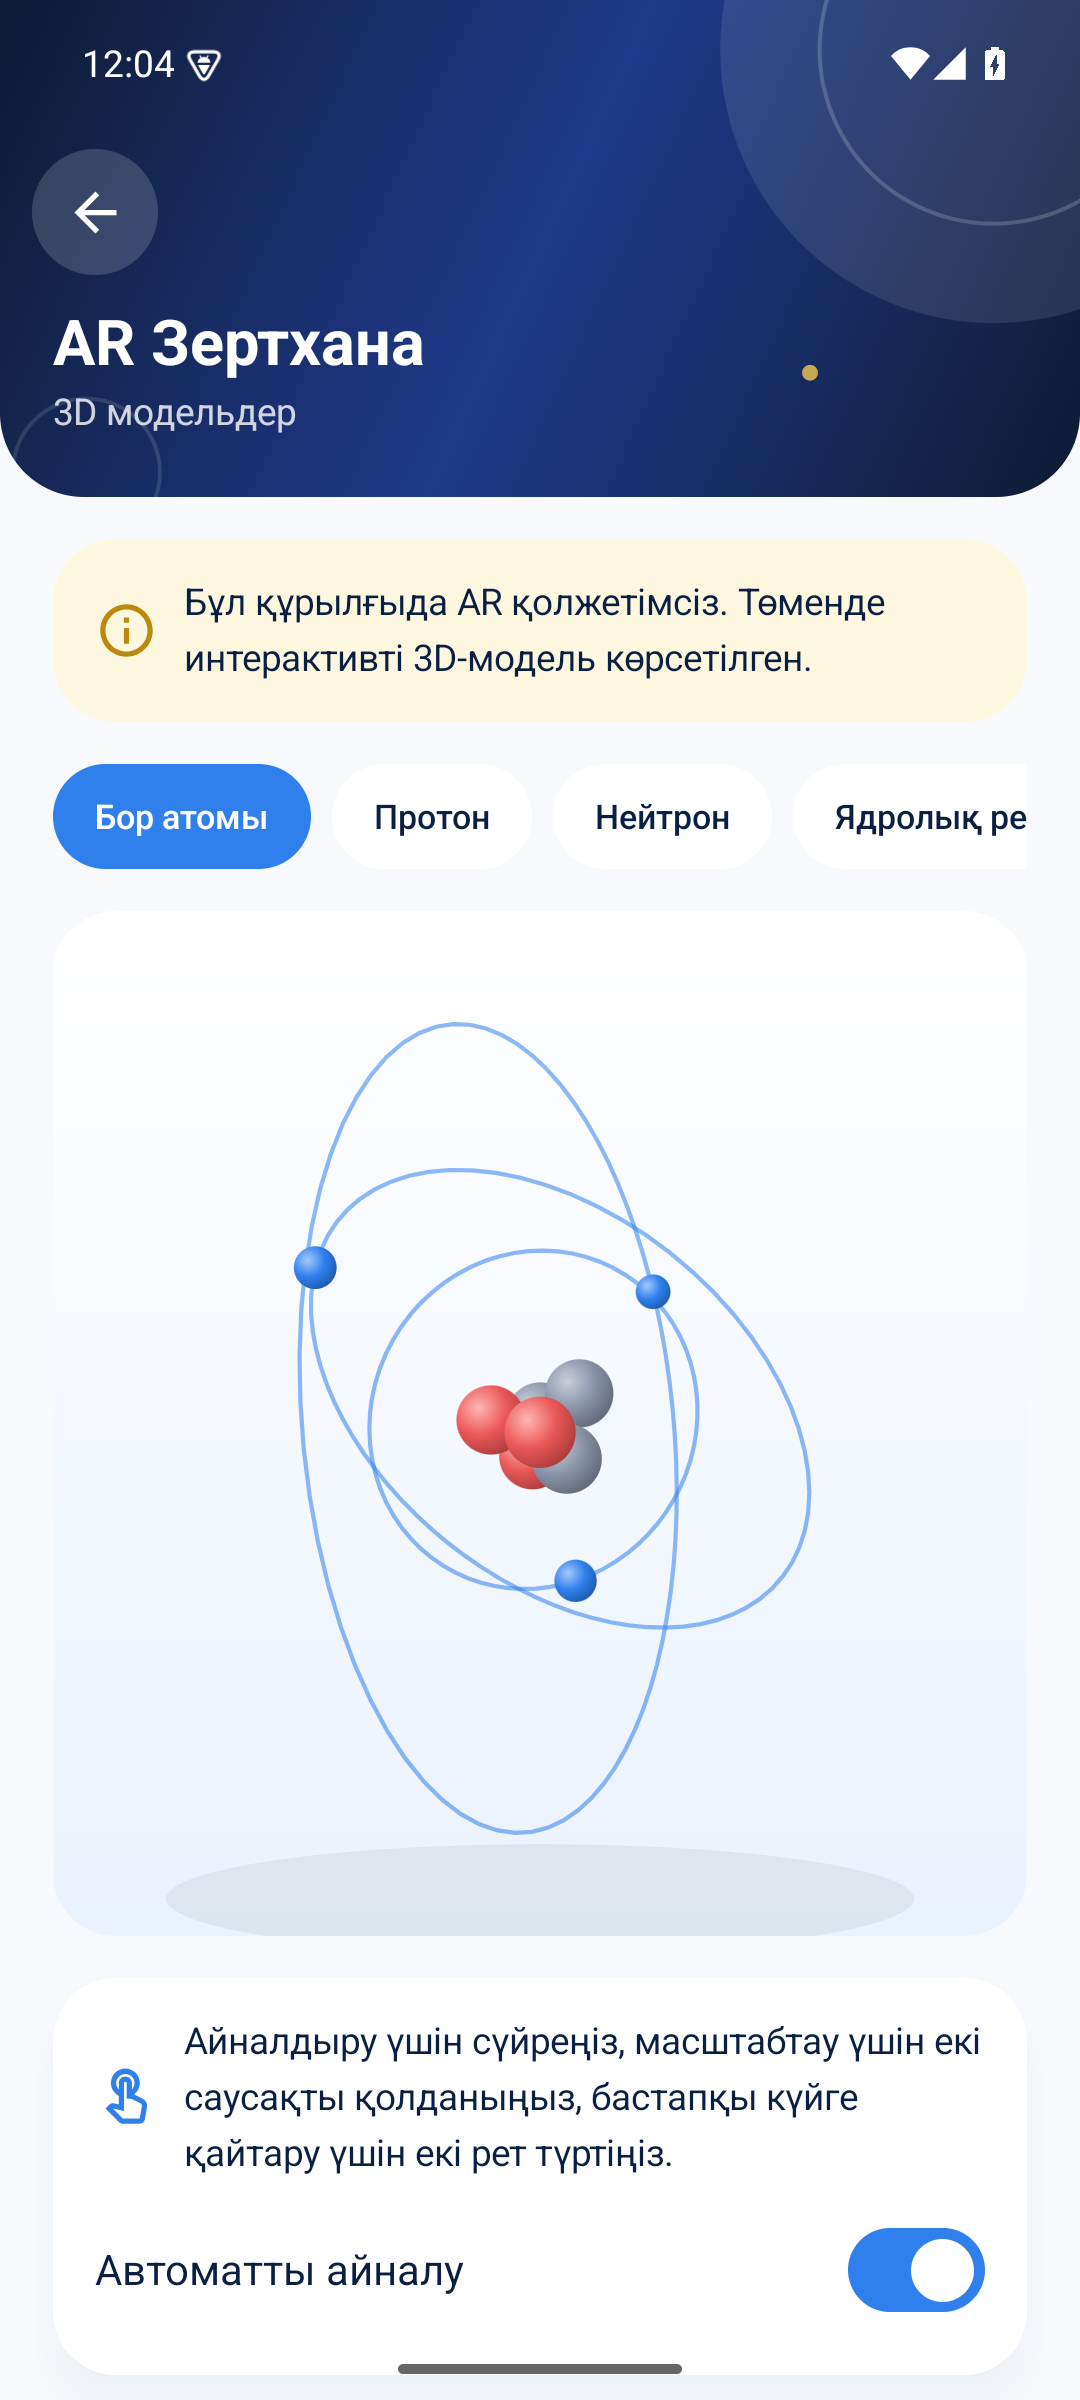 12:04
AR Зертхана
3D модельдер
Бұл құрылғыда AR қолжетімсіз. Төменде
интерактивті 3D-модель көрсетілген.
Бор атомы
Протон
Нейтрон
Ядролық ре
Айналдыру үшін сүйреңіз, масштабтау үшін екі
саусақты қолданыңыз, бастапқы күйге
қайтару үшін екі рет түртіңіз.
Автоматты айналу